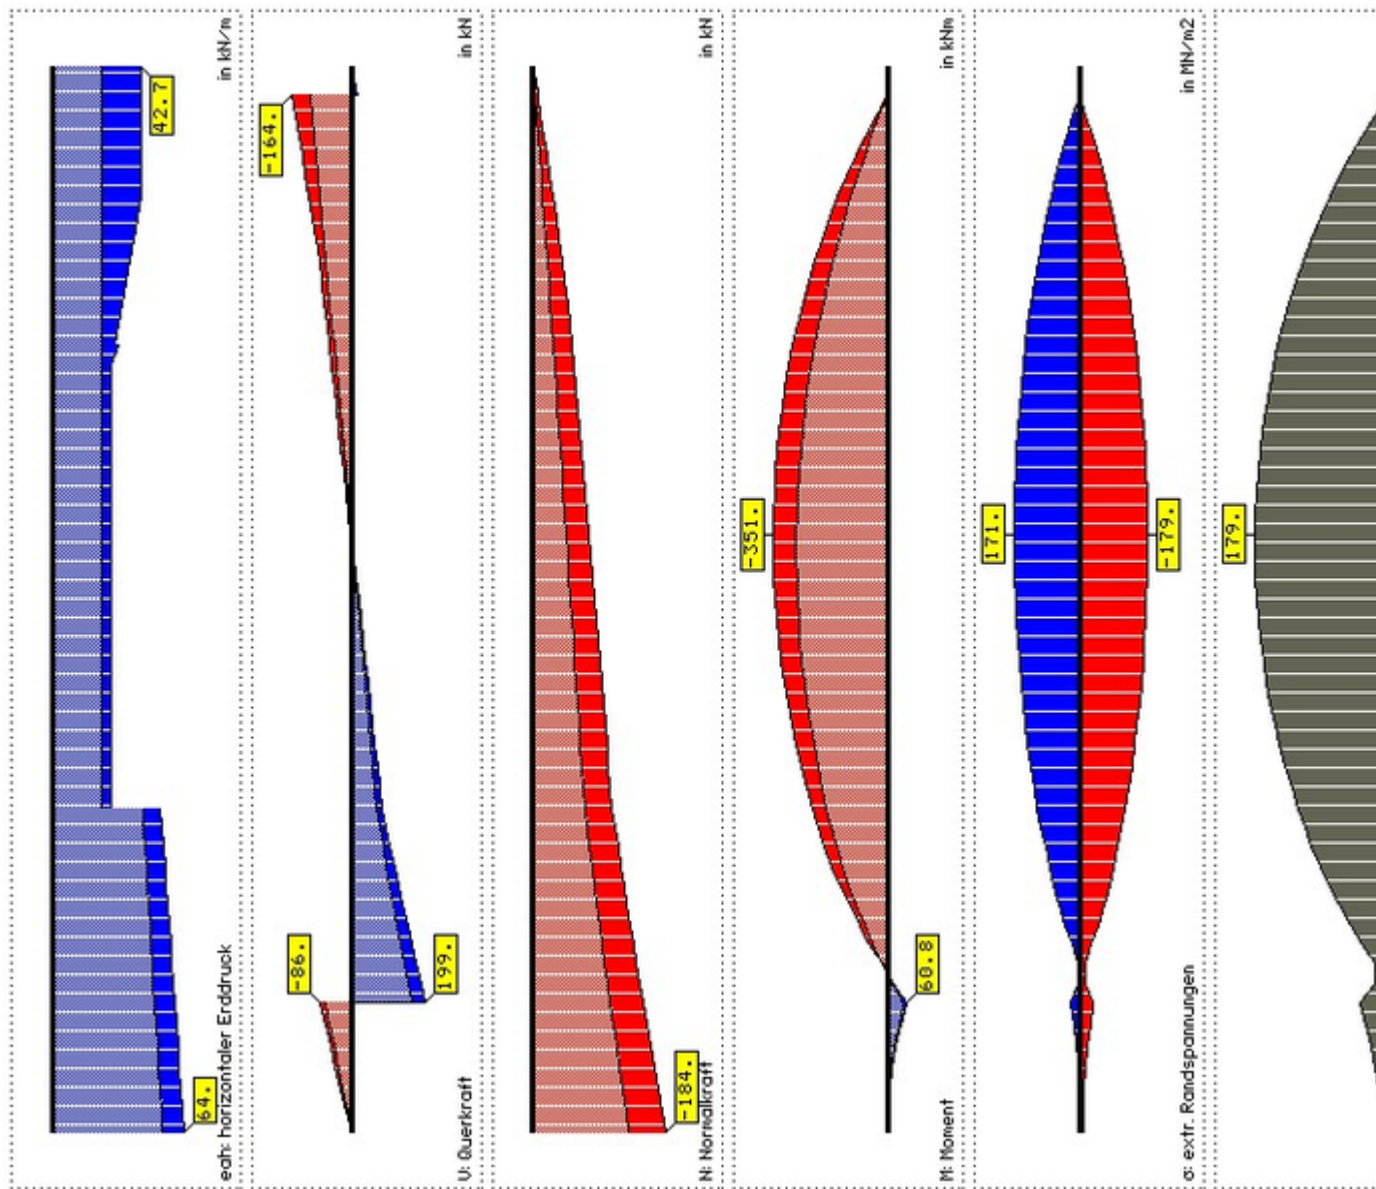 eah: horizontaler Erddruck
in kN/m
42.7
64.
V: Querkraft
in kN
-164.
-86.
199.
N: Normalkraft
in kN
-184.
M: Moment
in kNm
-351.
60.8
σ: extr. Randspannungen
in MN/m2
171.
-179.
179.